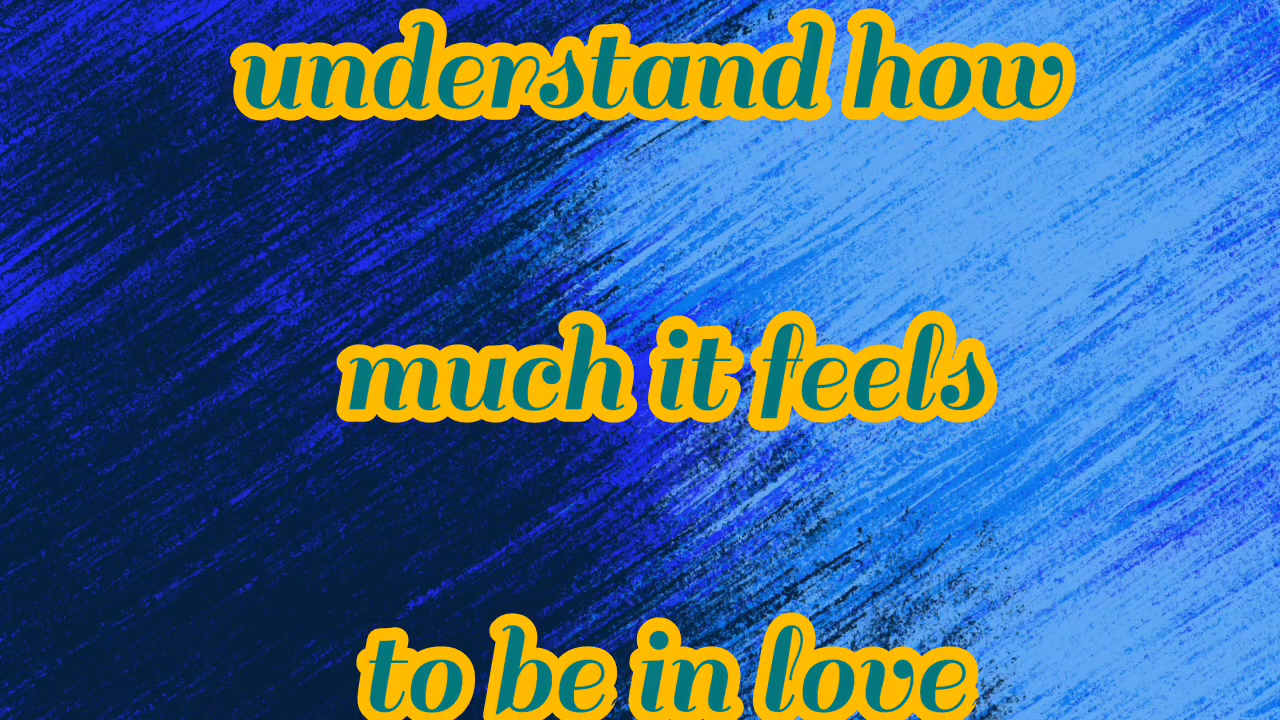 understand how
much it feels
to be in love